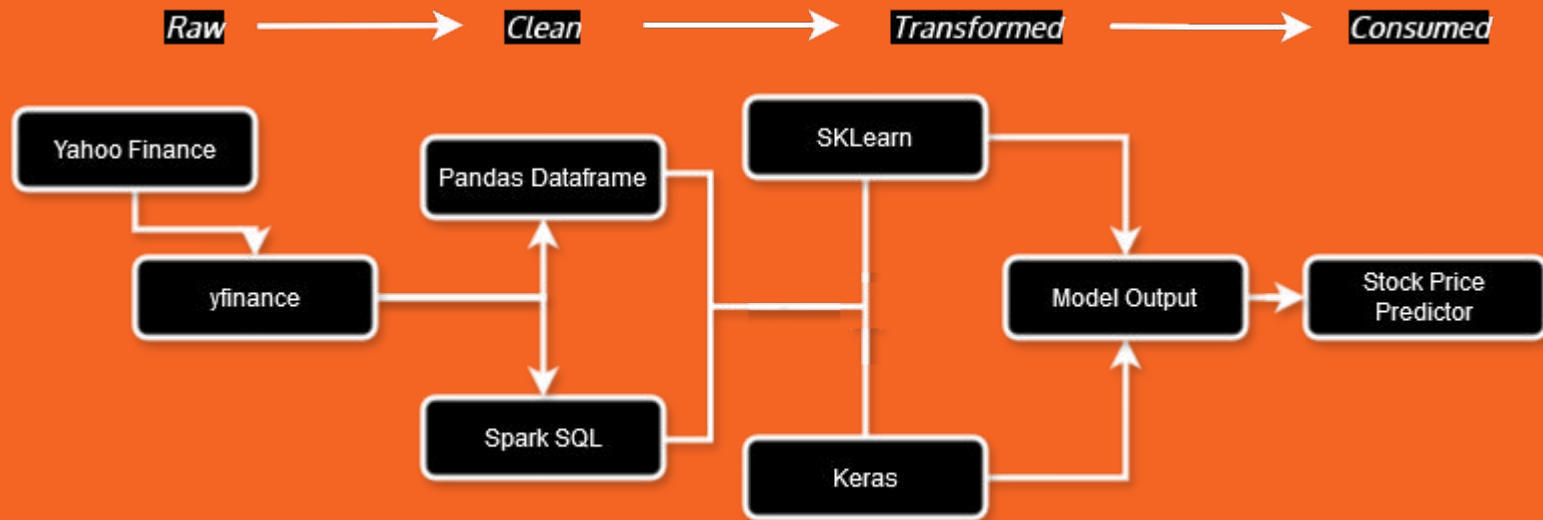 Raw
Clean
Transformed
Consumed
Yahoo Finance
yfinance
Pandas Dataframe
Spark SQL
SKLearn
Keras
Model Output
Stock Price
Predictor